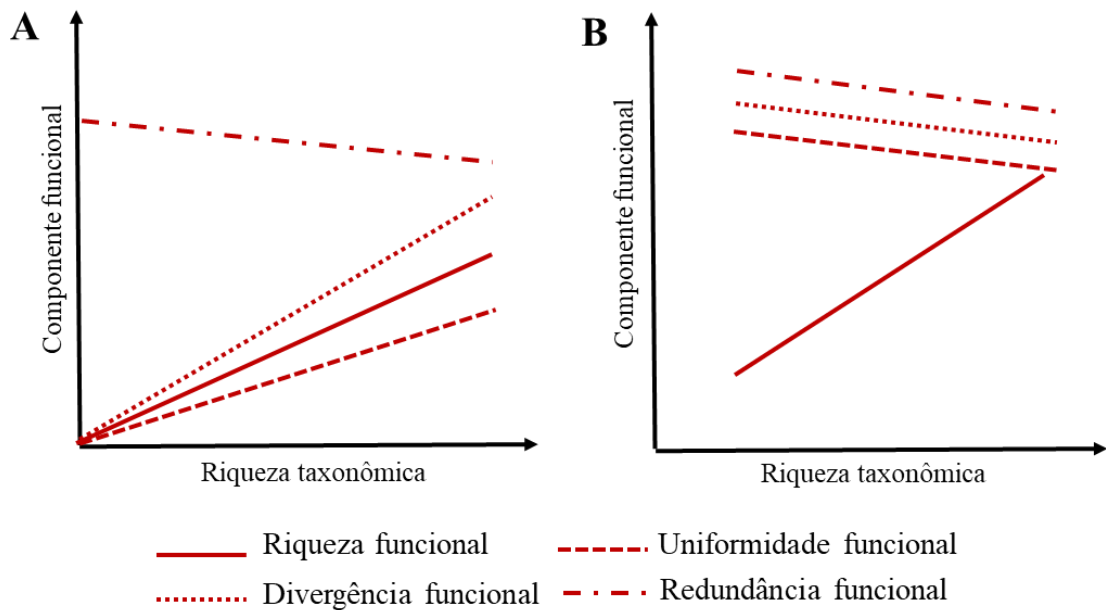 A
Componente funcional
Riqueza taxonômica
B
Componente funcional
Riqueza taxonômica
Riqueza funcional
Uniformidade funcional
Divergência funcional
Redundância funcional